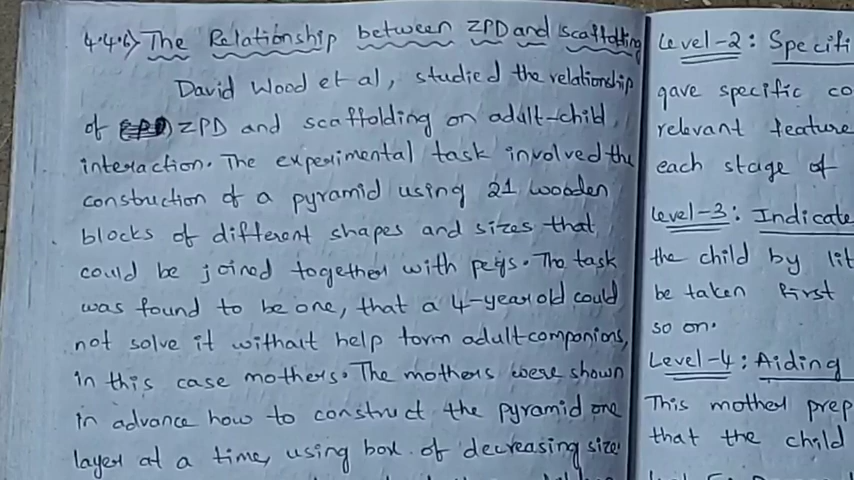 4.4.6) The Relationship between ZPD and scaffolding
David Wood et al, studied the relationship
of ZPD and scaffolding on adult-child
interaction. The experimental task involved the
construction of a pyramid using 21 wooden
blocks of different shapes and sizes that
could be joined together with pegs. The task
was found to be one, that a 4-year old could
not solve it without help form adult componions,
in this case mothers. The mothers were shown
in advance how to construct the pyramid one
layer at a time, using box of decreasing size
Level-2: Specifi
gave specific co
relevant feature
each stage of
Level-3: Indicate
the child by lit
be taken first
so on.
Level-4: Aiding
This mother prep
that the child